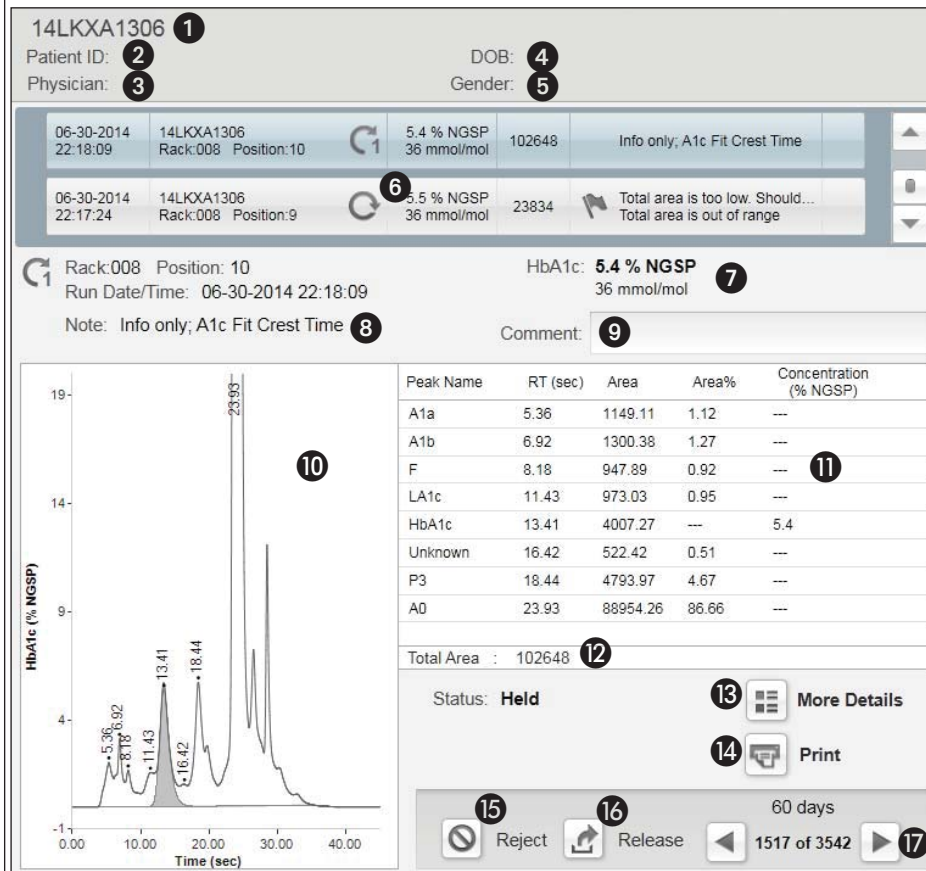 14LKXA1306 1
Patient ID: 2 DOB: 4
Physician: 3 Gender: 5
06-30-2014 14LKXA1306 1 5.4 % NGSP 102648 Info only; A1c Fit Crest Time
22:18:09 Rack:008 Position:10 36 mmol/mol
06-30-2014 14LKXA1306 6 5.5 % NGSP 23834 Total area is too low. Should...
22:17:24 Rack:008 Position:9 36 mmol/mol Total area is out of range
1 Rack:008 Position: 10 HbA1c: 5.4 % NGSP 7
Run Date/Time: 06-30-2014 22:18:09 36 mmol/mol
Note: Info only; A1c Fit Crest Time 8 Comment: 9
HbA1c (% NGSP)
19-
14-
9-
4-
-1
5.36
6.92
8.18
11.43
13.41
16.42
18.44
23.93
10
0.00 10.00 20.00 30.00 40.00
Time (sec)
Peak Name RT (sec) Area Area% Concentration (% NGSP)
A1a 5.36 1149.11 1.12 ---
A1b 6.92 1300.38 1.27 ---
F 8.18 947.89 0.92 --- 11
LA1c 11.43 973.03 0.95 ---
HbA1c 13.41 4007.27 --- 5.4
Unknown 16.42 522.42 0.51 ---
P3 18.44 4793.97 4.67 ---
A0 23.93 88954.26 86.66 ---
Total Area : 102648 12
Status: Held 13 More Details
14 Print
15 Reject 16 Release 60 days
1517 of 3542 17